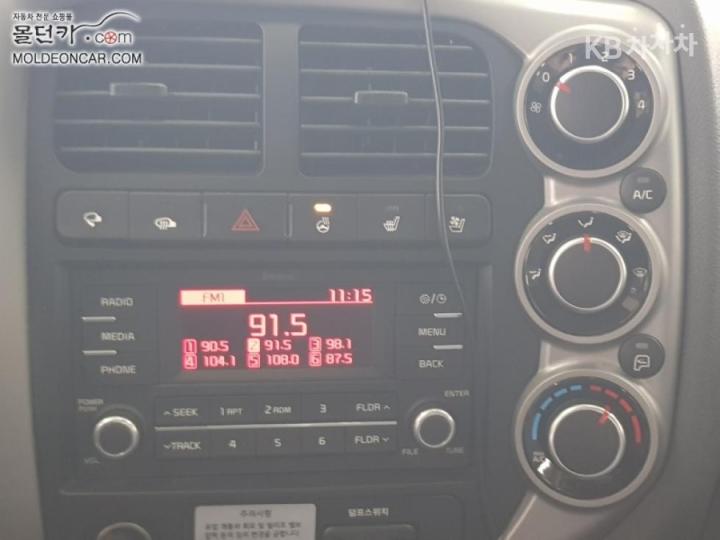 자동차 전문 쇼핑몰
몰던카.com
MOLDEONCAR.COM
KB차차차
0 1 2 3 4
A/C
RADIO
MEDIA
PHONE
FM1 11:15
91.5
1 90.5 2 91.5 3 98.1
4 104.1 5 108.0 6 87.5
MENU
BACK
POWER
PUSH
VOL
∧ SEEK 1 RPT 2 RDM 3 FLDR ∧
∨TRACK 4 5 6 FLDR ∨
ENTER
FILE TUNE
MAX
A/C
주의사항
덤프스위치